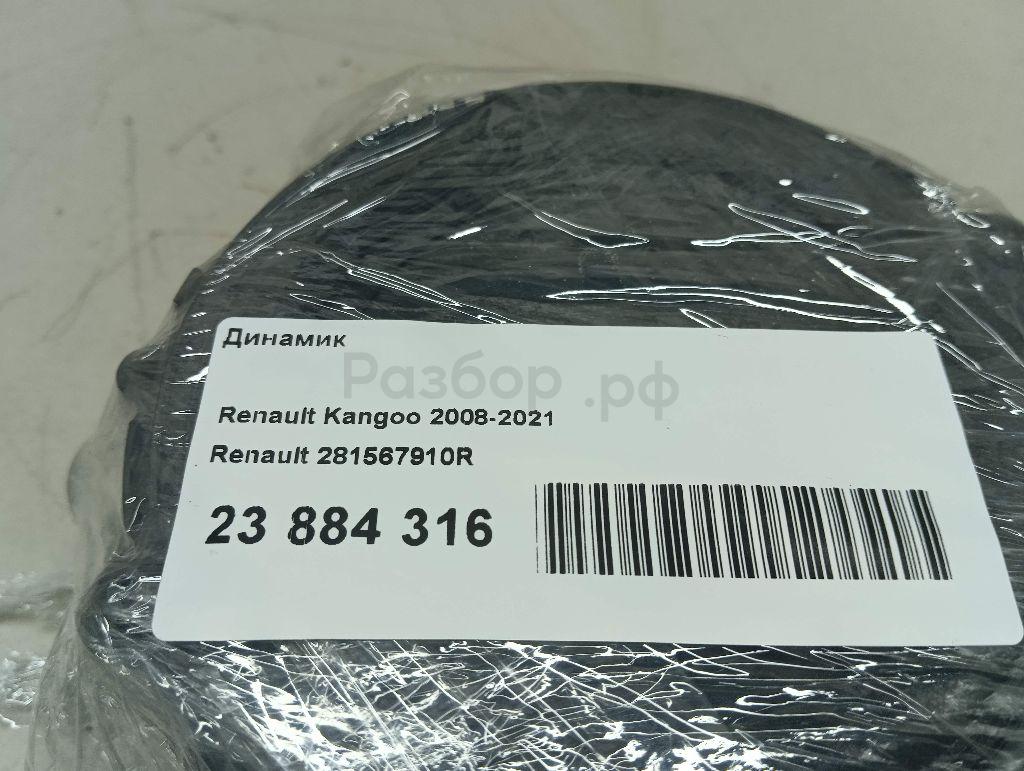 Динамик
Разбор.рф
Renault Kangoo 2008-2021
Renault 281567910R
23 884 316